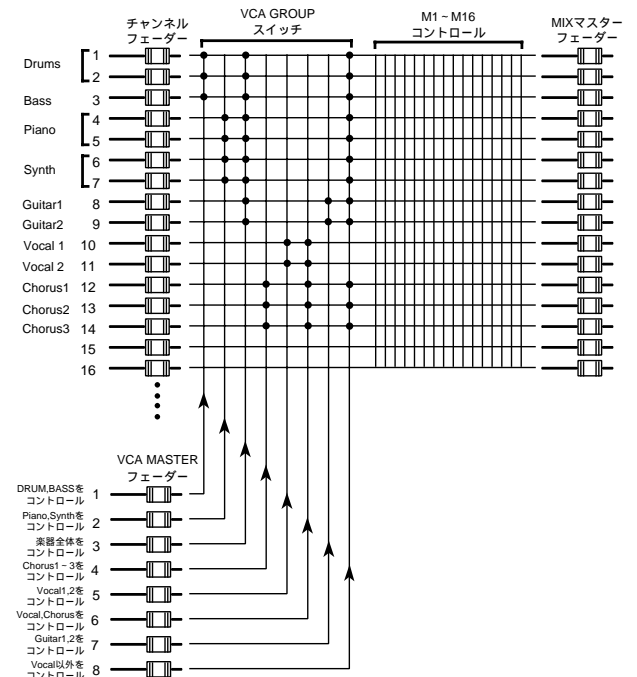 チャンネル
フェーダー
VCA GROUP
スイッチ
M1~M16
コントロール
MIXマスター
フェーダー
Drums
1
2
Bass 3
Piano
4
5
Synth
6
7
Guitar1 8
Guitar2 9
Vocal 1 10
Vocal 2 11
Chorus1 12
Chorus2 13
Chorus3 14
15
16
VCA MASTER
フェーダー
DRUM,BASSを
コントロール 1
Piano,Synthを
コントロール 2
楽器全体を
コントロール 3
Chorus1~3を
コントロール 4
Vocal1,2を
コントロール 5
Vocal,Chorusを
コントロール 6
Guitar1,2を
コントロール 7
Vocal以外を
コントロール 8